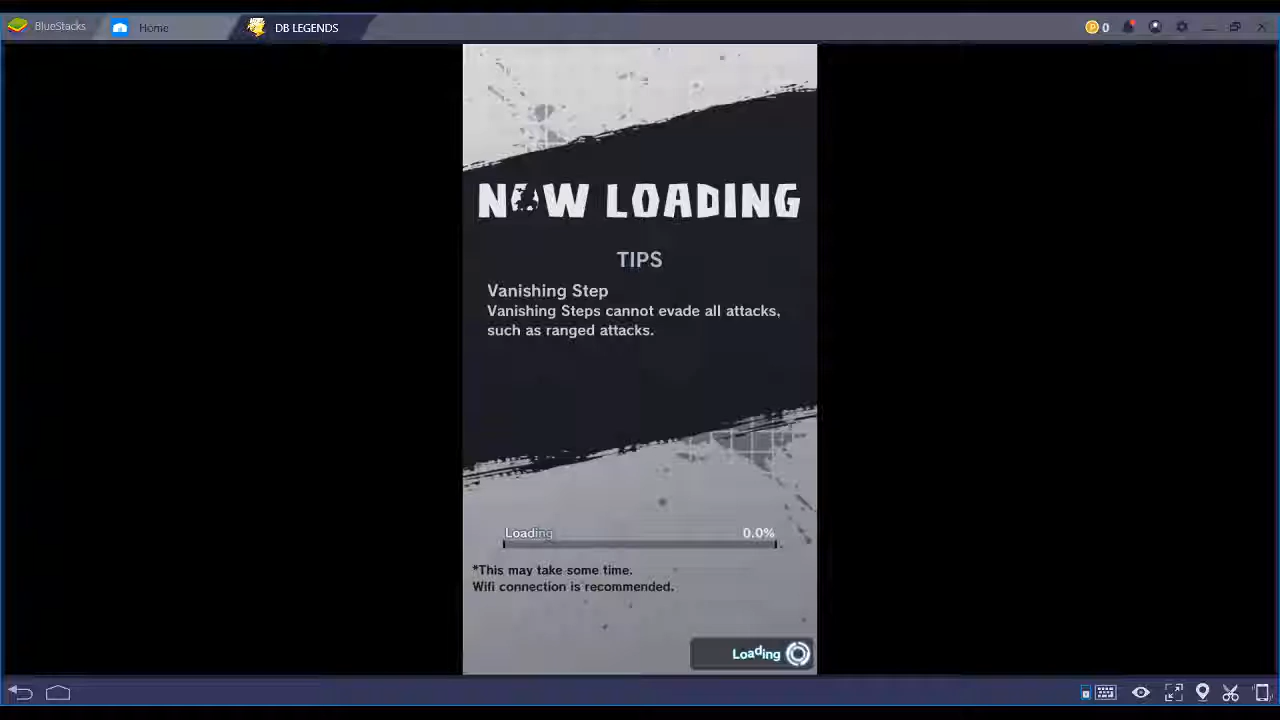 BlueStacks
Home
DB LEGENDS
0
NOW LOADING
TIPS
Vanishing Step
Vanishing Steps cannot evade all attacks,
such as ranged attacks.
Loading 0.0%
*This may take some time.
Wifi connection is recommended.
Loading